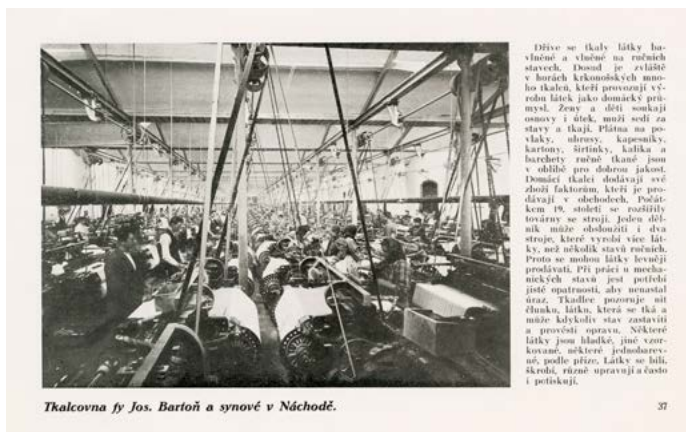 Dříve se tkaly látky ba-
vlněné a vlněné na ručních
stavech. Dosud je zvláště
v horách krkonošských mno-
ho tkalců, kteří provozují vý-
robu látek jako domácký prů-
mysl. Ženy a děti soukají
osnovy i útek, muži sedí za
stavy a tkají. Plátna na po-
vlaky, ubrusy, kapesníky,
kartony, širtinky, kalika a
barchety ručně tkané jsou
v oblibě pro dobrou jakost.
Domácí tkalci dodávají své
zboží faktorům, kteří je pro-
dávají v obchodech. Počát-
kem 19. století se rozšířily
továrny se stroji. Jeden děl-
ník může obsloužiti i dva
stroje, které vyrobí více lát-
ky, než několik stavů ručních.
Proto se mohou látky levněji
prodávati. Při práci u mecha-
nických stavů jest potřebí
jisté opatrnosti, aby nenastal
úraz. Tkadlec pozoruje nit
člunku, látku, která se tká a
může kdykoliv stav zastaviti
a provésti opravu. Některé
látky jsou hladké, jiné vzor-
kované, některé jednobarev-
né, podle příze. Látky se bílí,
škrobí, různě upravují a často
i potiskují.
Tkalcovna fy Jos. Bartoň a synové v Náchodě.
37